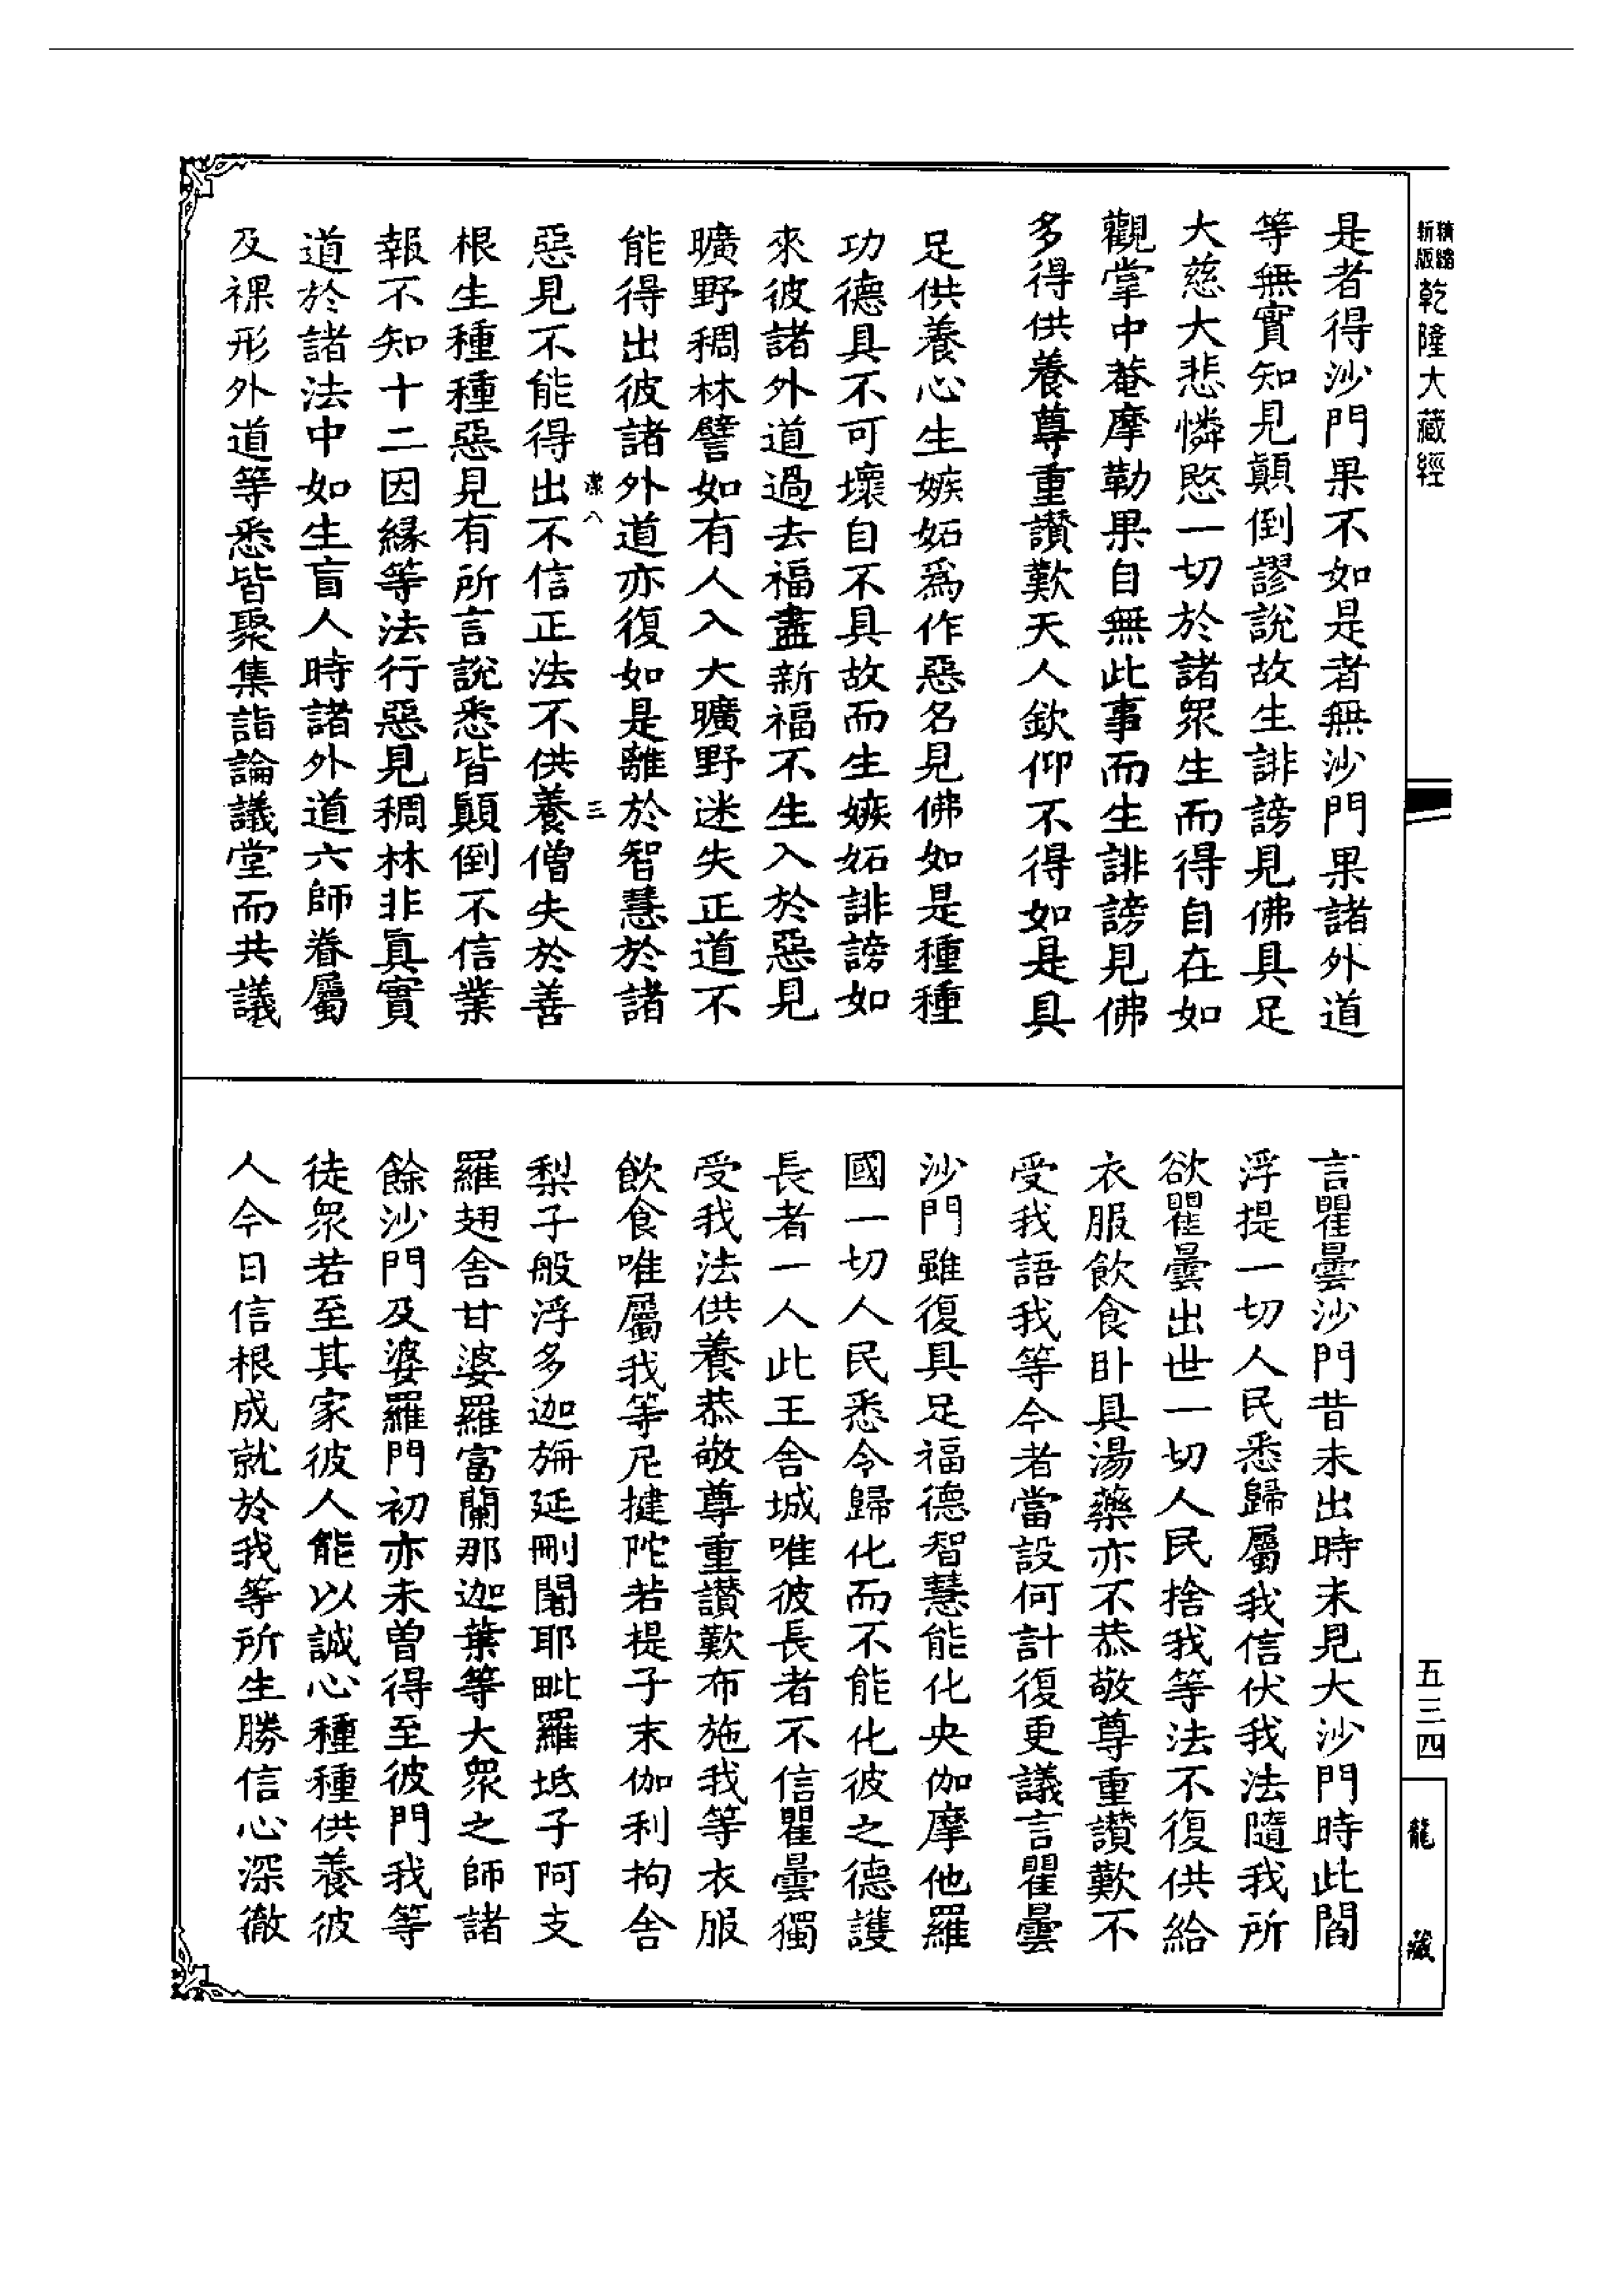 精縮
新版
乾隆大藏經
是者得沙門果不如是者無沙門果諸外道
等無實知見顛倒謬說故生誹謗見佛具足
大慈大悲憐愍一切於諸衆生而得自在如
觀掌中菴摩勒果自無此事而生誹謗見佛
多得供養尊重讃歎天人欽仰不得如是具
足供養心生嫉妬爲作惡名見佛如是種種
功德具不可壞自不具故而生嫉妬誹謗如
來彼諸外道過去福盡新福不生入於惡見
曠野稠林譬如有人入大曠野迷失正道不
能得出彼諸外道亦復如是離於智慧於諸
潔八
三
惡見不能得出不信正法不供養僧失於善
根生種種惡見有所言說悉皆顛倒不信業
報不知十二因緣等法行惡見稠林非眞實
道於諸法中如生盲人時諸外道六師眷屬
及裸形外道等悉皆聚集詣論議堂而共議
言瞿曇沙門昔未出時未見大沙門時此閻
浮提一切人民悉歸屬我信伏我法隨我所
欲瞿曇出世一切人民捨我等法不復供給
衣服飲食卧具湯藥亦不恭敬尊重讃歎不
受我語我等今者當設何計復更議言瞿曇
沙門雖復具足福德智慧能化央伽摩他羅
國一切人民悉令歸化而不能化彼之德護
長者一人此王舍城唯彼長者不信瞿曇獨
受我法供養恭敬尊重讃歎布施我等衣服
飲食唯屬我等尼揵陀若提子末伽利拘舍
梨子般浮多迦旃延刪闍耶毗羅坻子阿支
羅翅舍甘婆羅富蘭那迦葉等大衆之師諸
餘沙門及婆羅門初亦未曾得至彼門我等
徒衆若至其家彼人能以誠心種種供養彼
人今日信根成就於我等所生勝信心深徹
五三四
龍藏